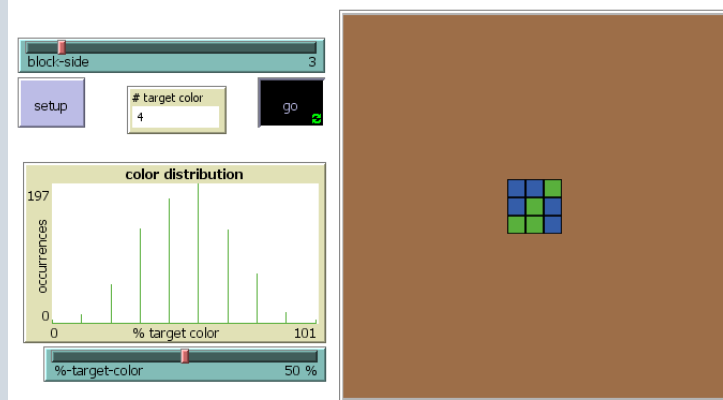 block-side 3
setup
# target color
4
go
color distribution
197
occurrences
0
0 % target color 101
%-target-color 50 %